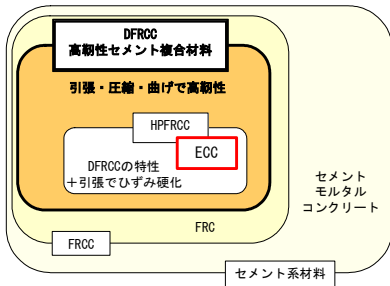 DFRCC
高靭性セメント複合材料
引張・圧縮・曲げで高靭性
HPFRCC
ECC
DFRCCの特性
＋引張でひずみ硬化
セメント
モルタル
コンクリート
FRC
FRCC
セメント系材料